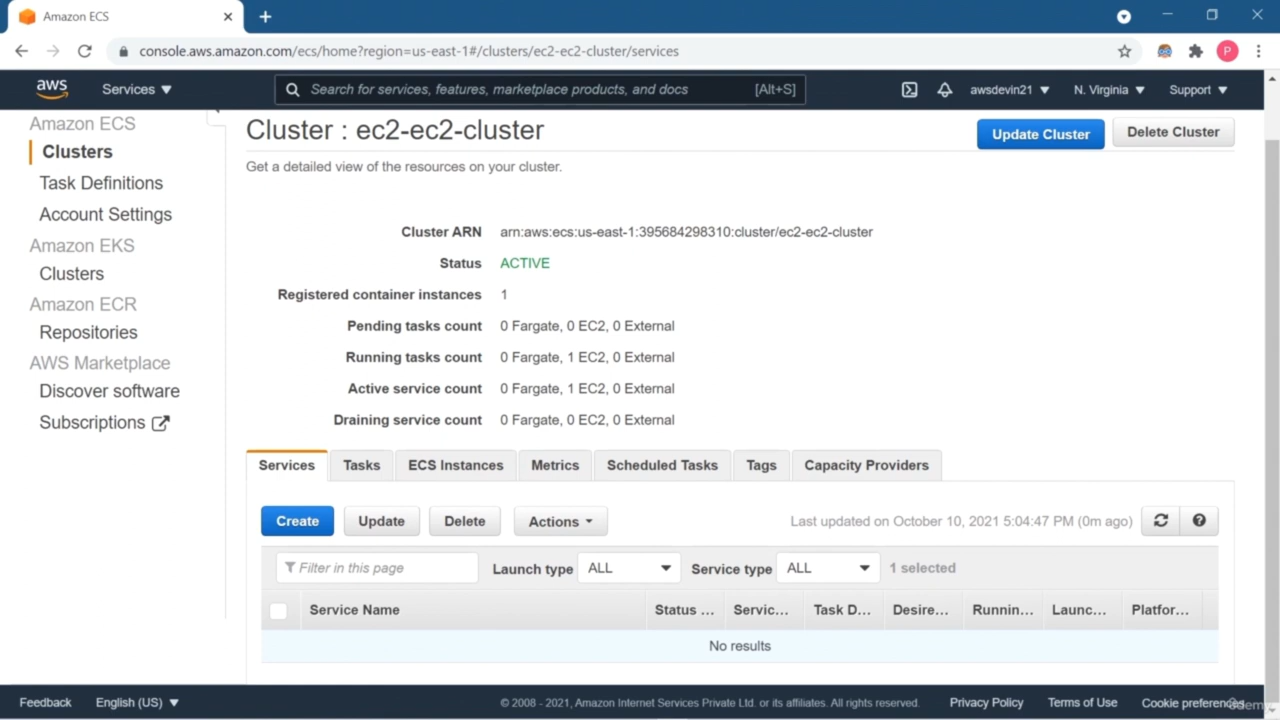 Amazon ECS
console.aws.amazon.com/ecs/home?region=us-east-1#/clusters/ec2-ec2-cluster/services
P
aws
Services
Search for services, features, marketplace products, and docs
[Alt+S]
awsdevin21
N. Virginia
Support
Amazon ECS
Clusters
Task Definitions
Account Settings
Amazon EKS
Clusters
Amazon ECR
Repositories
AWS Marketplace
Discover software
Subscriptions
Cluster : ec2-ec2-cluster
Update Cluster
Delete Cluster
Get a detailed view of the resources on your cluster.
Cluster ARN arn:aws:ecs:us-east-1:395684298310:cluster/ec2-ec2-cluster
Status ACTIVE
Registered container instances 1
Pending tasks count 0 Fargate, 0 EC2, 0 External
Running tasks count 0 Fargate, 1 EC2, 0 External
Active service count 0 Fargate, 1 EC2, 0 External
Draining service count 0 Fargate, 0 EC2, 0 External
Services Tasks ECS Instances Metrics Scheduled Tasks Tags Capacity Providers
Create Update Delete Actions Last updated on October 10, 2021 5:04:47 PM (0m ago)
Filter in this page Launch type ALL Service type ALL 1 selected
Service Name Status ... Servic... Task D... Desire... Runnin... Launc... Platfor...
No results
Feedback English (US) © 2008 - 2021, Amazon Internet Services Private Ltd. or its affiliates. All rights reserved. Privacy Policy Terms of Use Cookie preferences